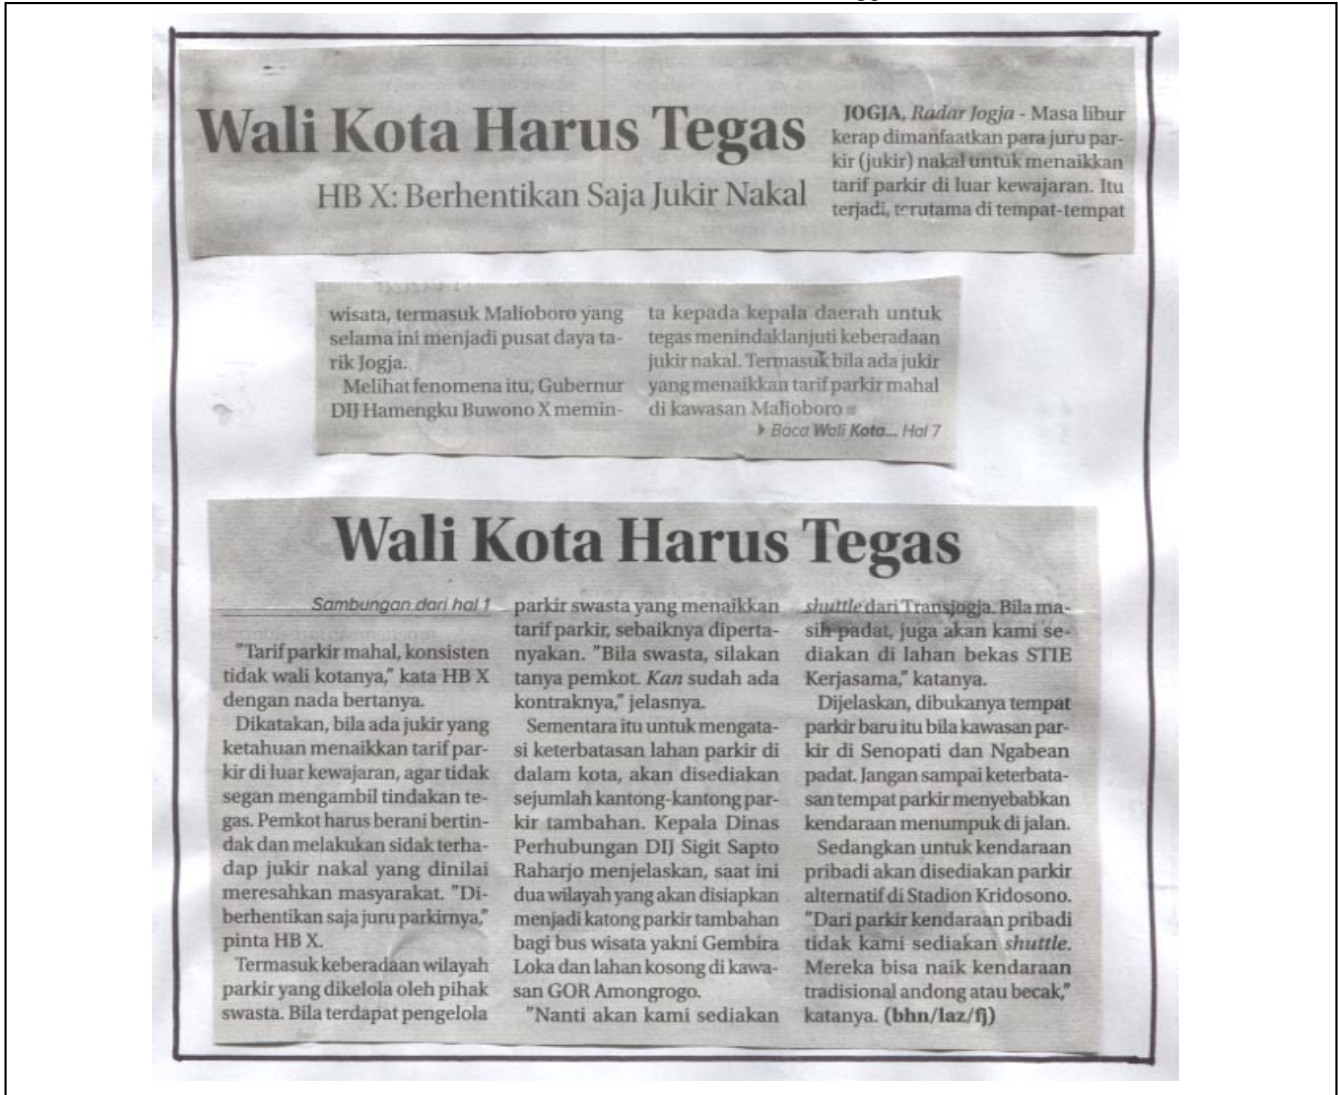 Wali Kota Harus Tegas
HB X: Berhentikan Saja Jukir Nakal
JOGJA, Radar Jogja - Masa libur
kerap dimanfaatkan para juru par-
kir (jukir) nakal untuk menaikkan
tarif parkir di luar kewajaran. Itu
terjadi, terutama di tempat-tempat
wisata, termasuk Malioboro yang
selama ini menjadi pusat daya ta-
rik Jogja.
Melihat fenomena itu, Gubernur
DIJ Hamengku Buwono X memin-
ta kepada kepala daerah untuk
tegas menindaklanjuti keberadaan
jukir nakal. Termasuk bila ada jukir
yang menaikkan tarif parkir mahal
di kawasan Malioboro
Baca Wali Kota... Hal 7
Wali Kota Harus Tegas
Sambungan dari hal 1
"Tarif parkir mahal, konsisten
tidak wali kotanya," kata HB X
dengan nada bertanya.
Dikatakan, bila ada jukir yang
ketahuan menaikkan tarif par-
kir di luar kewajaran, agar tidak
segan mengambil tindakan te-
gas. Pemkot harus berani bertin-
dak dan melakukan sidak terha-
dap jukir nakal yang dinilai
meresahkan masyarakat. "Di-
berhentikan saja juru parkirnya,"
pinta HB X.
Termasuk keberadaan wilayah
parkir yang dikelola oleh pihak
swasta. Bila terdapat pengelola
parkir swasta yang menaikkan
tarif parkir, sebaiknya diperta-
nyakan. "Bila swasta, silakan
tanya pemkot. Kan sudah ada
kontraknya," jelasnya.
Sementara itu untuk mengata-
si keterbatasan lahan parkir di
dalam kota, akan disediakan
sejumlah kantong-kantong par-
kir tambahan. Kepala Dinas
Perhubungan DIJ Sigit Sapto
Raharjo menjelaskan, saat ini
dua wilayah yang akan disiapkan
menjadi katong parkir tambahan
bagi bus wisata yakni Gembira
Loka dan lahan kosong di kawa-
san GOR Amongrogo.
"Nanti akan kami sediakan
shuttle dari Transjogja. Bila ma-
sih padat, juga akan kami se-
diakan di lahan bekas STIE
Kerjasama," katanya.
Dijelaskan, dibukanya tempat
parkir baru itu bila kawasan par-
kir di Senopati dan Ngabean
padat. Jangan sampai keterbata-
san tempat parkir menyebabkan
kendaraan menumpuk di jalan.
Sedangkan untuk kendaraan
pribadi akan disediakan parkir
alternatif di Stadion Kridosono.
"Dari parkir kendaraan pribadi
tidak kami sediakan shuttle.
Mereka bisa naik kendaraan
tradisional andong atau becak,"
katanya. (bhn/laz/fj)